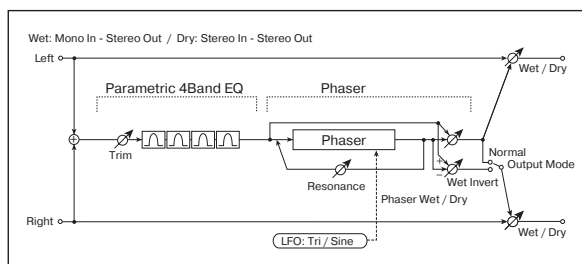 Wet: Mono In - Stereo Out / Dry: Stereo In - Stereo Out
Left
Wet / Dry
Parametric 4Band EQ
Phaser
Trim
Phaser
+
−
Normal
Output Mode
Wet Invert
Resonance
Phaser Wet / Dry
Right
Wet / Dry
LFO: Tri / Sine